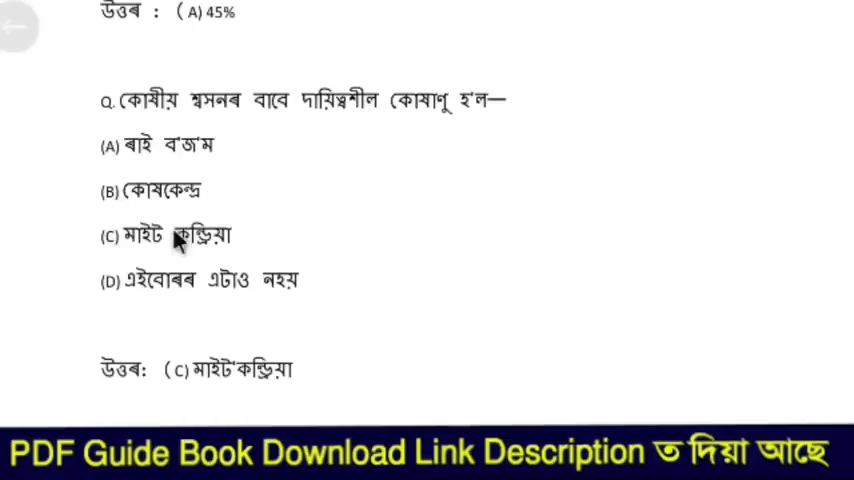 উত্তৰ : (A) 45%
Q. কোষীয় শ্বসনৰ বাবে দায়িত্বশীল কোষাণু হ'ল—
(A) ৰাই ব'জ'ম
(B) কোষকেন্দ্ৰ
(C) মাইট কন্ড্ৰিয়া
(D) এইবোৰৰ এটাও নহয়
উত্তৰ: (C) মাইট'কন্ড্ৰিয়া
PDF Guide Book Download Link Description ত দিয়া আছে